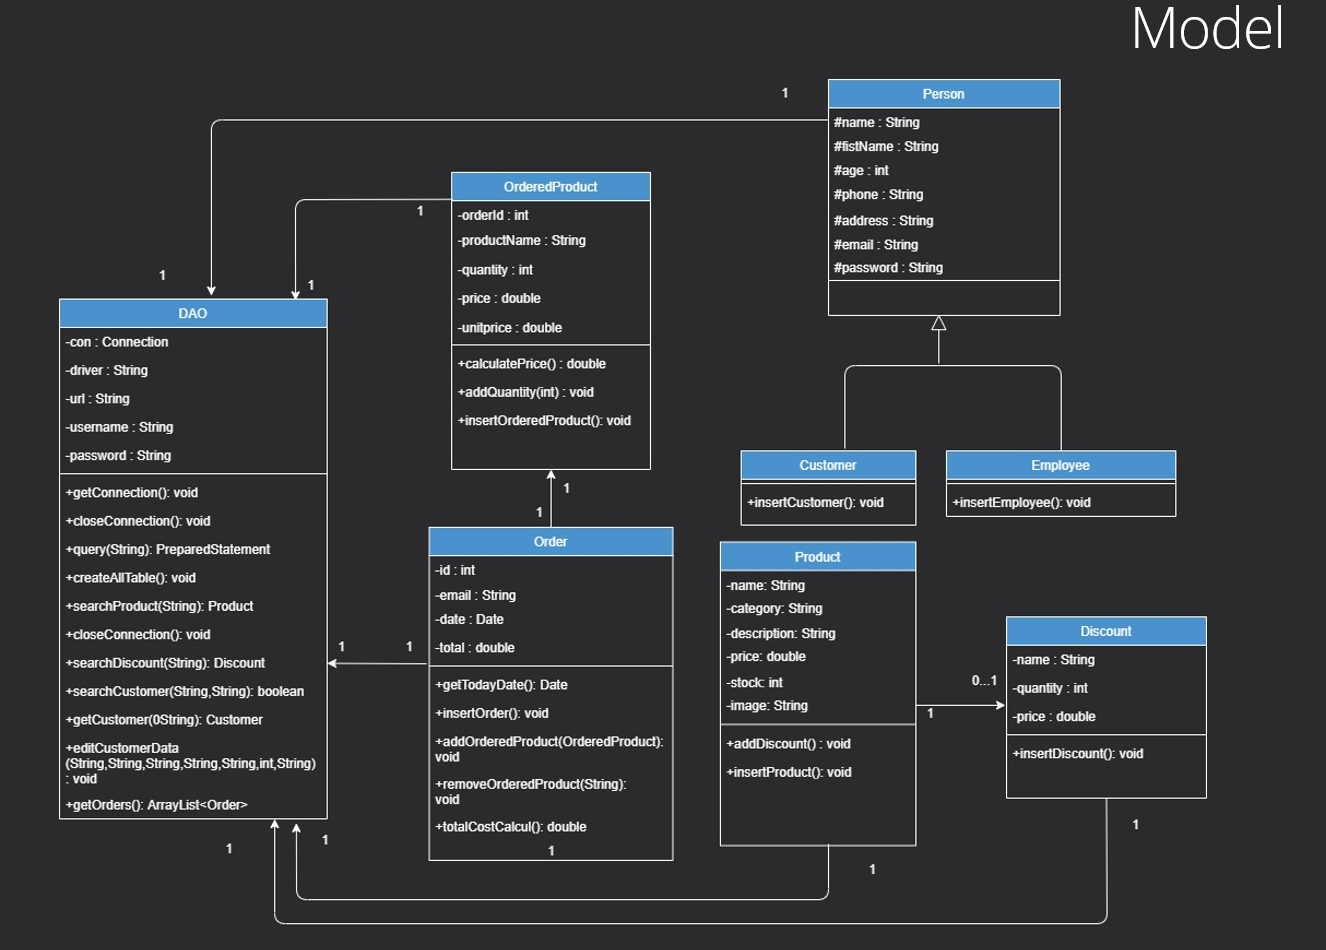 Model
1
Person
#name : String
#fistName : String
#age : int
#phone : String
#address : String
#email : String
#password : String
OrderedProduct
-orderId : int
-productName : String
-quantity : int
-price : double
-unitprice : double
+calculatePrice() : double
+addQuantity(int) : void
+insertOrderedProduct(): void
1
1
1
DAO
-con : Connection
-driver : String
-url : String
-username : String
-password : String
+getConnection(): void
+closeConnection(): void
+query(String): PreparedStatement
+createAllTable(): void
+searchProduct(String): Product
+closeConnection(): void
+searchDiscount(String): Discount
+searchCustomer(String,String): boolean
+getCustomer(0String): Customer
+editCustomerData
(String,String,String,String,String,int,String)
: void
+getOrders(): ArrayList<Order>
Customer
+insertCustomer(): void
Employee
+insertEmployee(): void
1
1
Order
-id : int
-email : String
-date : Date
-total : double
+getTodayDate(): Date
+insertOrder(): void
+addOrderedProduct(OrderedProduct):
void
+removeOrderedProduct(String):
void
+totalCostCalcul(): double
1
1
1
Product
-name: String
-category: String
-description: String
-price: double
-stock: int
-image: String
+addDiscount() : void
+insertProduct(): void
0...1
1
Discount
-name : String
-quantity : int
-price : double
+insertDiscount(): void
1
1
1
1